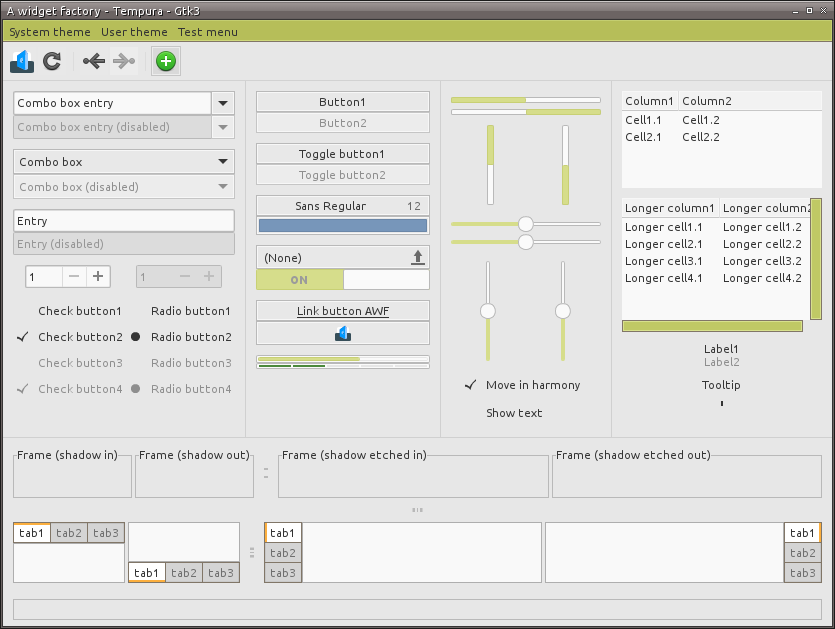 A widget factory - Tempura - Gtk3
System theme User theme Test menu
Combo box entry
Combo box entry (disabled)
Combo box
Combo box (disabled)
Entry
Entry (disabled)
1 1
Check button1 Radio button1
Check button2 Radio button2
Check button3 Radio button3
Check button4 Radio button4
Button1
Button2
Toggle button1
Toggle button2
Sans Regular 12
(None)
ON
Link button AWF
Move in harmony
Show text
Column1 Column2
Cell1.1 Cell1.2
Cell2.1 Cell2.2
Longer column1 Longer column2
Longer cell1.1 Longer cell1.2
Longer cell2.1 Longer cell2.2
Longer cell3.1 Longer cell3.2
Longer cell4.1 Longer cell4.2
Label1
Label2
Tooltip
Frame (shadow in) Frame (shadow out) Frame (shadow etched in) Frame (shadow etched out)
tab1 tab2 tab3
tab1 tab2 tab3
tab1
tab2
tab3
tab1
tab2
tab3